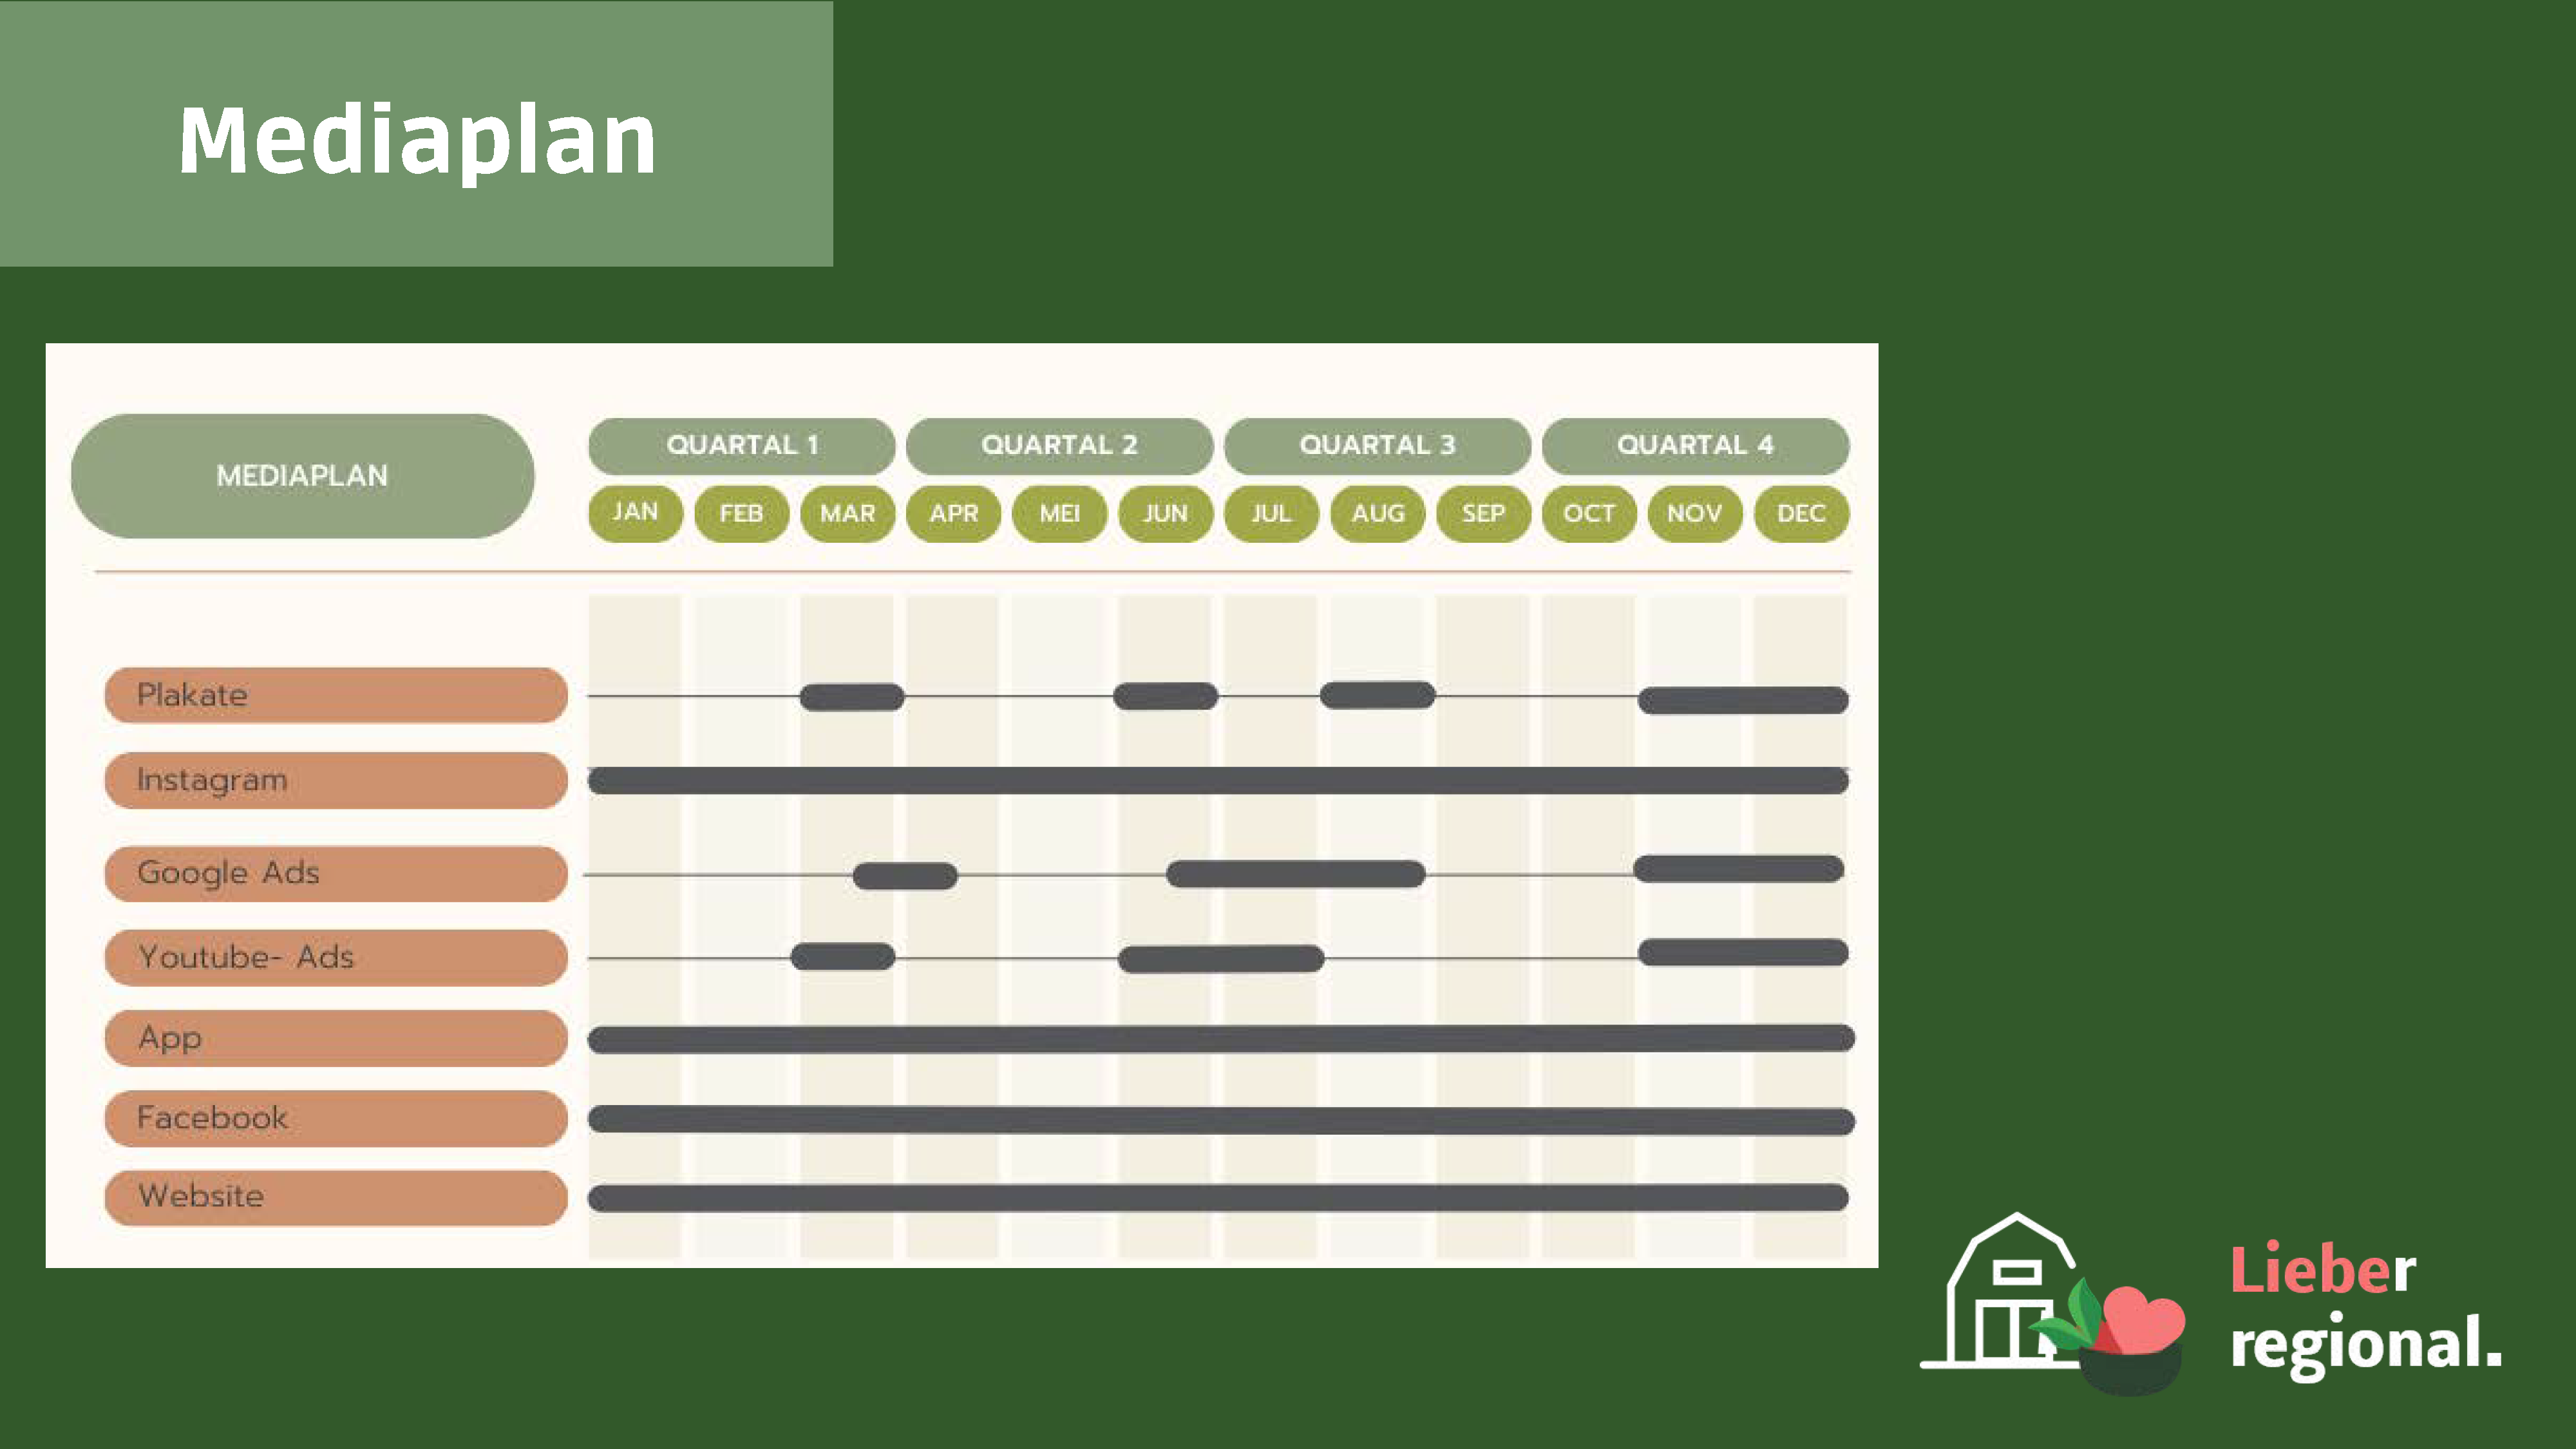 Mediaplan
MEDIAPLAN
QUARTAL 1 QUARTAL 2 QUARTAL 3 QUARTAL 4
JAN FEB MAR APR MEI JUN JUL AUG SEP OCT NOV DEC
Plakate
Instagram
Google Ads
Youtube- Ads
App
Facebook
Website
Lieber
regional.